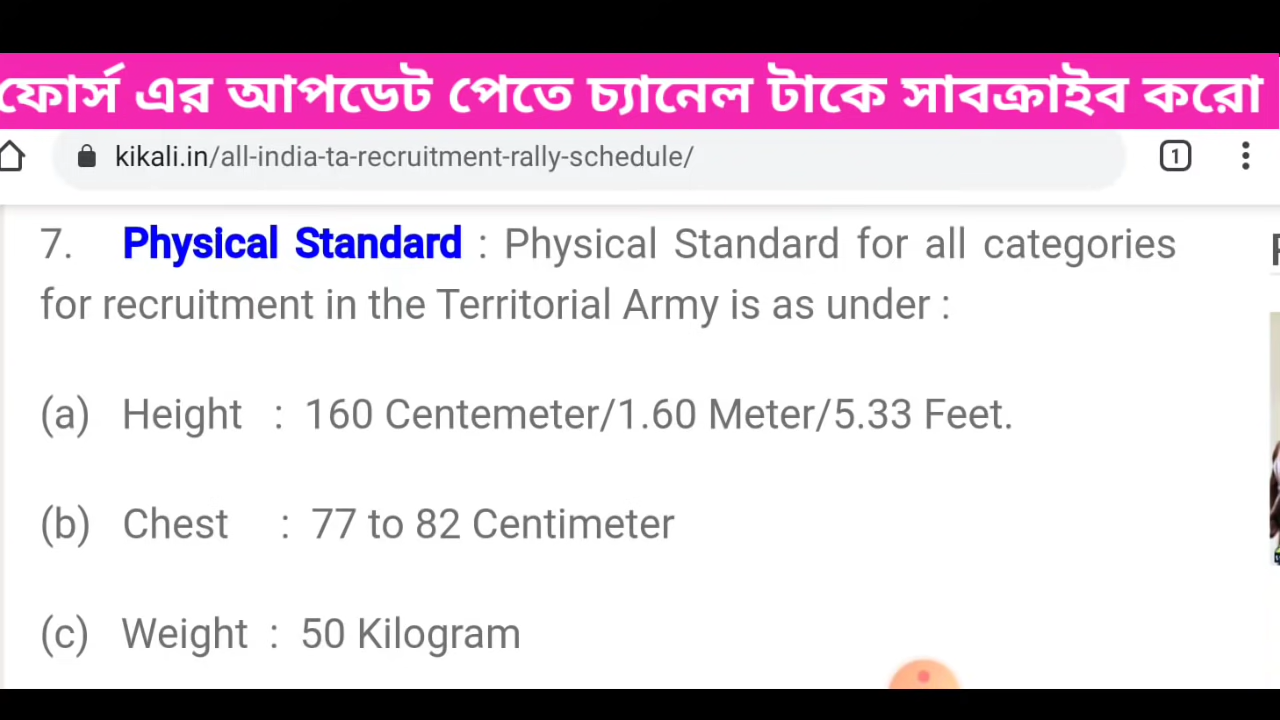 ফোর্স এর আপডেট পেতে চ্যানেল টাকে সাবক্রাইব করো
kikali.in/all-india-ta-recruitment-rally-schedule/
1
7. Physical Standard : Physical Standard for all categories
for recruitment in the Territorial Army is as under :
(a) Height : 160 Centemeter/1.60 Meter/5.33 Feet.
(b) Chest : 77 to 82 Centimeter
(c) Weight : 50 Kilogram